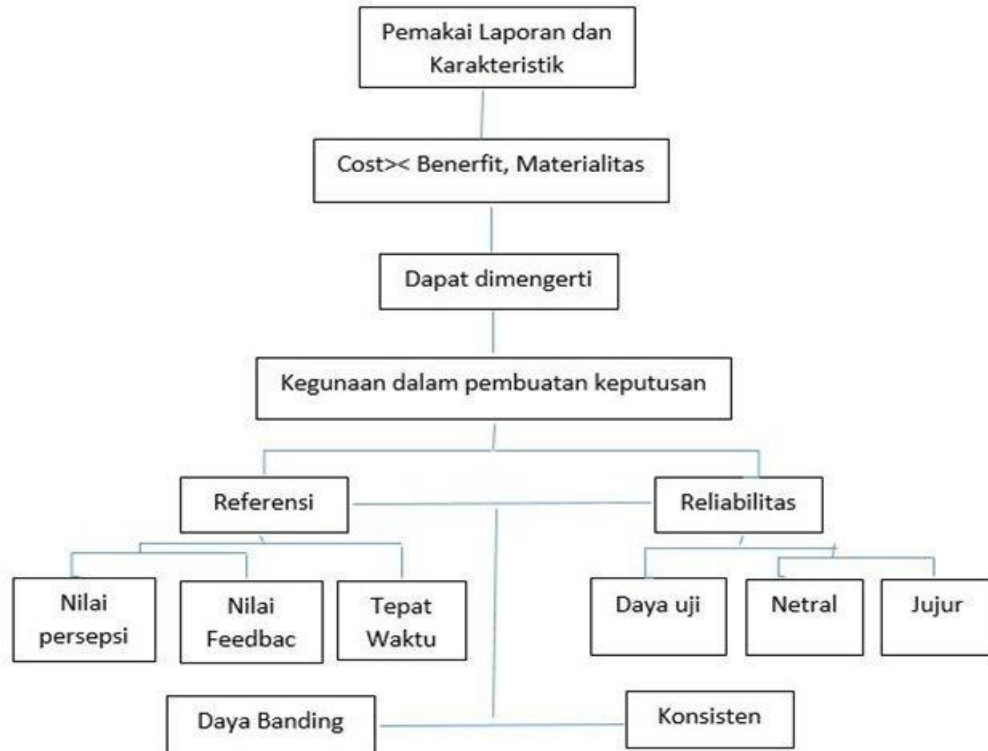 Pemakai Laporan dan
Karakteristik
Cost>< Benerfit, Materialitas
Dapat dimengerti
Kegunaan dalam pembuatan keputusan
Referensi
Reliabilitas
Nilai
persepsi
Nilai
Feedbac
Tepat
Waktu
Daya uji
Netral
Jujur
Daya Banding
Konsisten